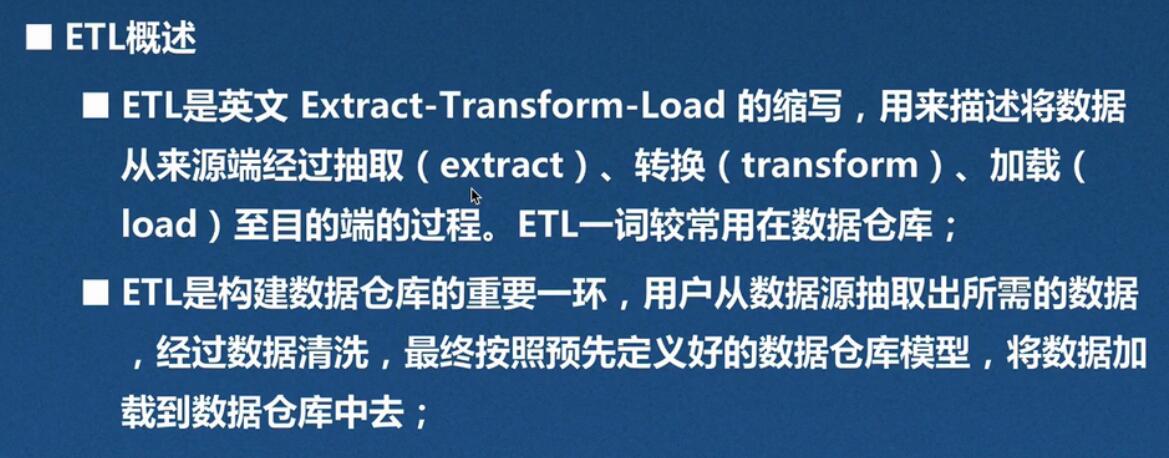 ETL概述
ETL是英文 Extract-Transform-Load 的缩写，用来描述将数据
从来源端经过抽取（extract）、转换（transform）、加载（
load）至目的端的过程。ETL一词较常用在数据仓库；
ETL是构建数据仓库的重要一环，用户从数据源抽取出所需的数据
，经过数据清洗，最终按照预先定义好的数据仓库模型，将数据加
载到数据仓库中去；